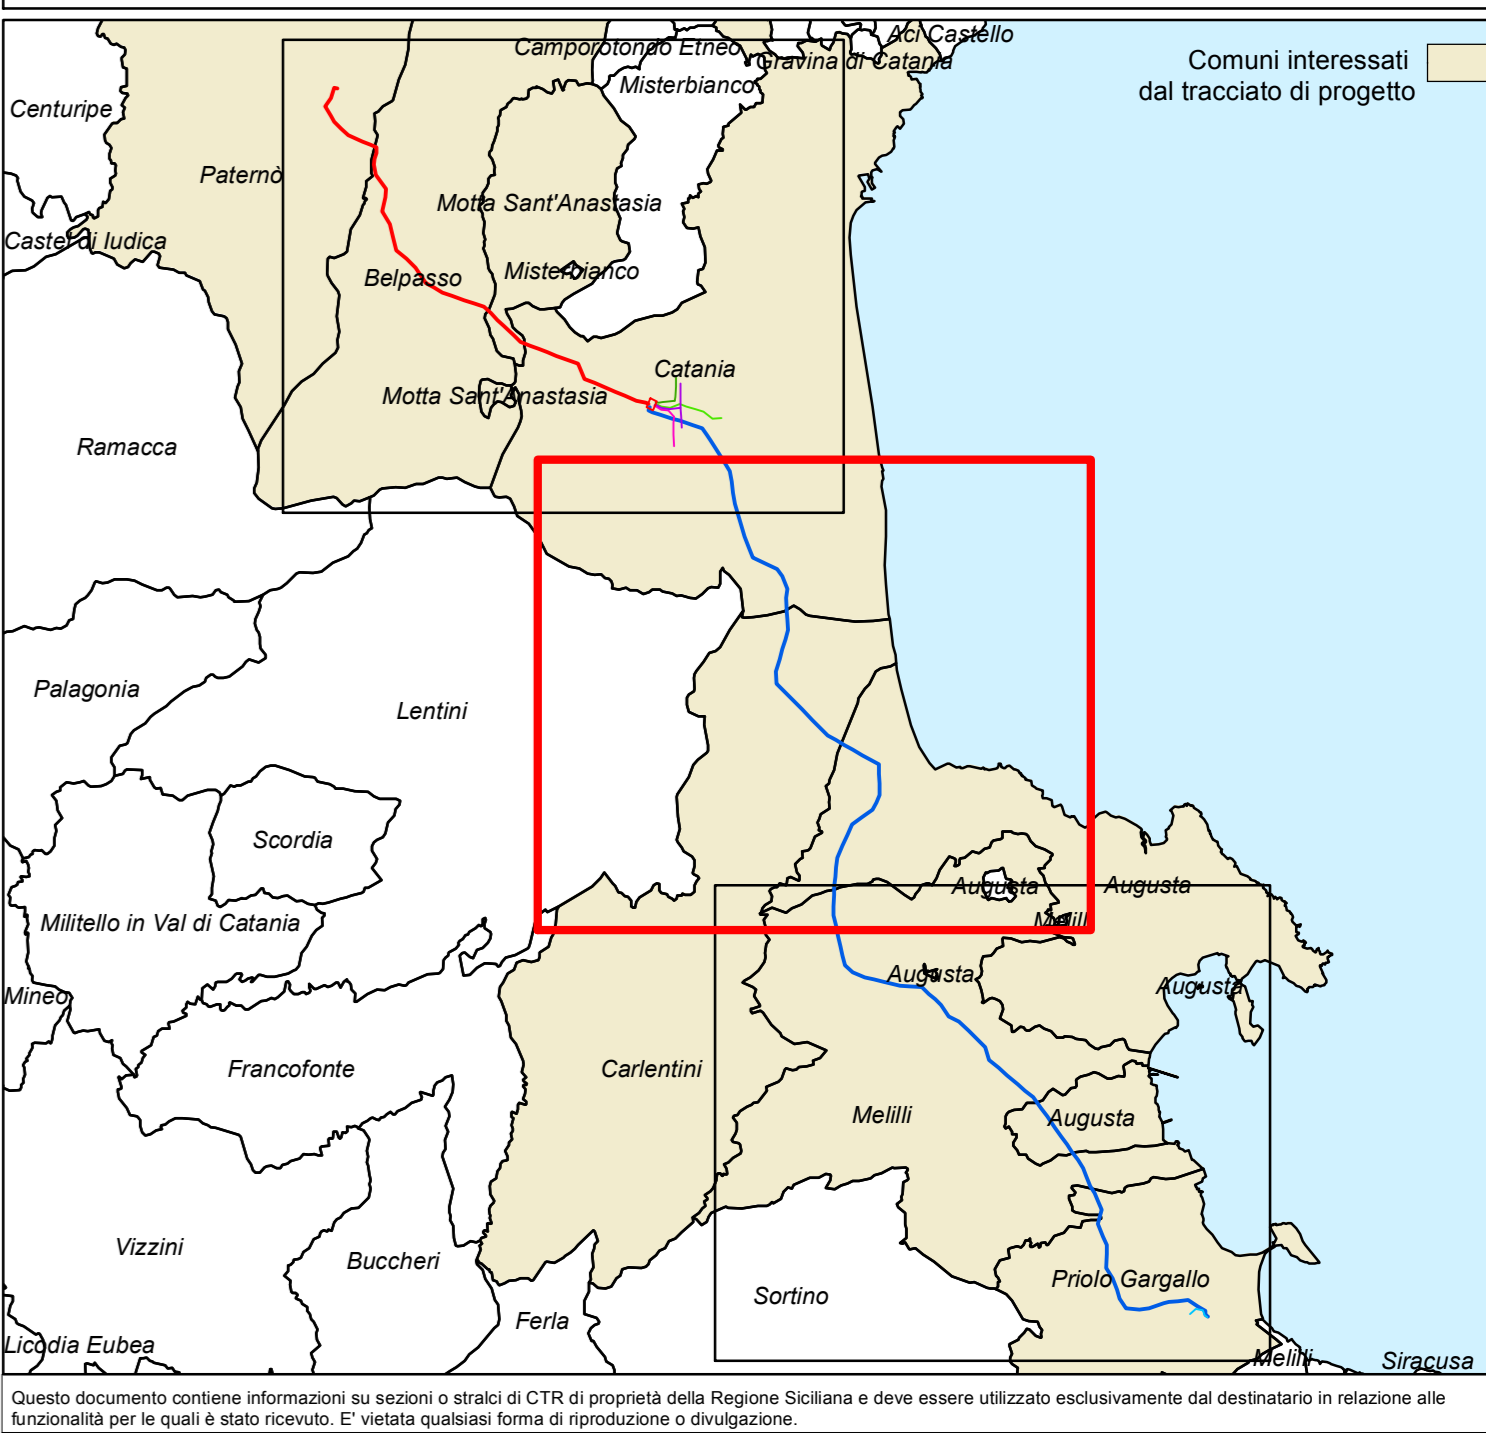 Aci Castello
Camporotondo Etneo
Gravina di Catania
Comuni interessati
dal tracciato di progetto
Misterbianco
Centuripe
Paternò
Motta Sant'Anastasia
Castel di Iudica
Misterbianco
Belpasso
Catania
Motta Sant'Anastasia
Ramacca
Palagonia
Lentini
Scordia
Augusta
Augusta
Militello in Val di Catania
Melilli
Augusta
Augusta
Mineo
Francofonte
Carlentini
Melilli
Augusta
Vizzini
Buccheri
Priolo Gargallo
Sortino
Ferla
Licodia Eubea
Melilli
Siracusa
Questo documento contiene informazioni su sezioni o stralci di CTR di proprietà della Regione Siciliana e deve essere utilizzato esclusivamente dal destinatario in relazione alle
funzionalità per le quali è stato ricevuto. E' vietata qualsiasi forma di riproduzione o divulgazione.